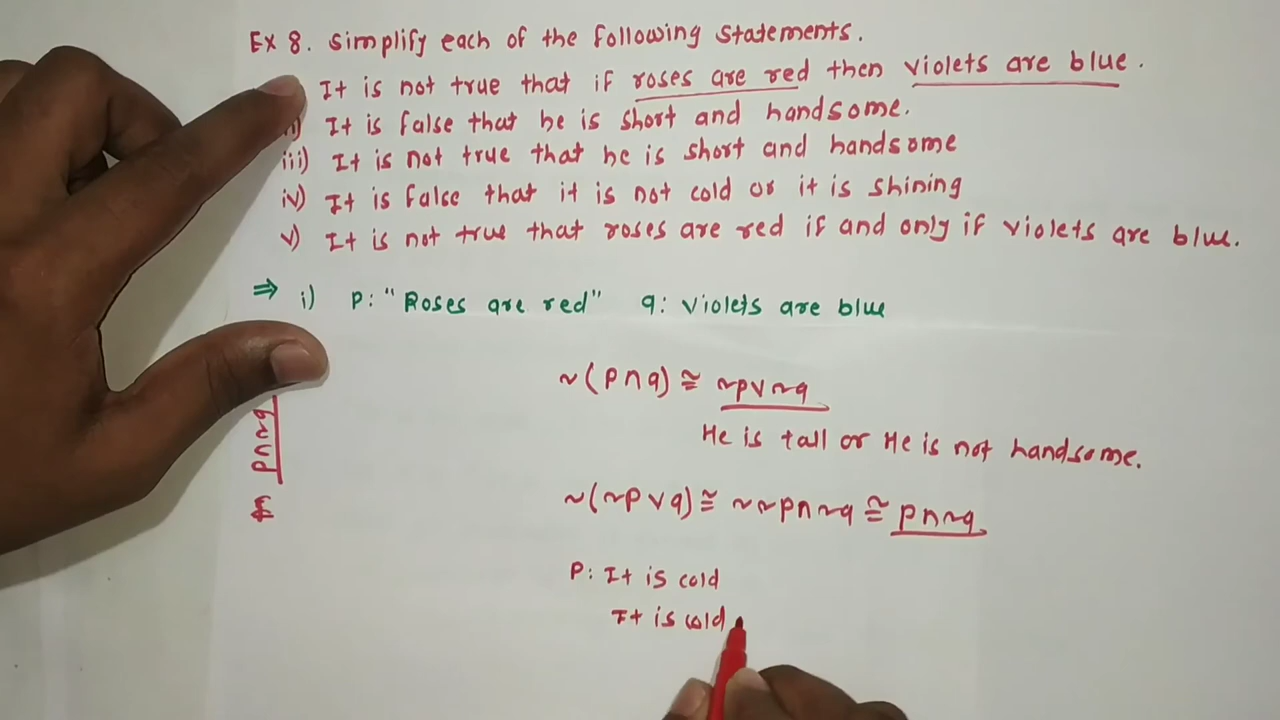 Ex 8. Simplify each of the following statements.
It is not true that if roses are red then violets are blue.
ii) It is false that he is short and handsome.
iii) It is not true that he is short and handsome
iv) It is false that it is not cold or it is shining
v) It is not true that roses are red if and only if violets are blue.
⇒ i) p: "Roses are red" q: violets are blue
~(p∩q) ≅ ~p∨~q
He is tall or He is not handsome.
~(~p∨q) ≅ ~~p∩~q ≅ p∩~q
P: It is cold
It is cold
p∩~q